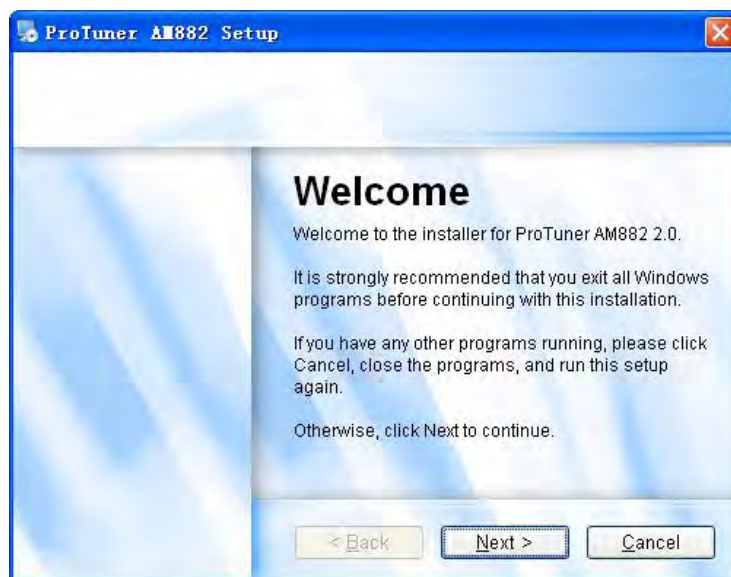 ProTuner AM882 Setup
Welcome
Welcome to the installer for ProTuner AM882 2.0.
It is strongly recommended that you exit all Windows
programs before continuing with this installation.
If you have any other programs running, please click
Cancel, close the programs, and run this setup
again.
Otherwise, click Next to continue.
< Back
Next >
Cancel